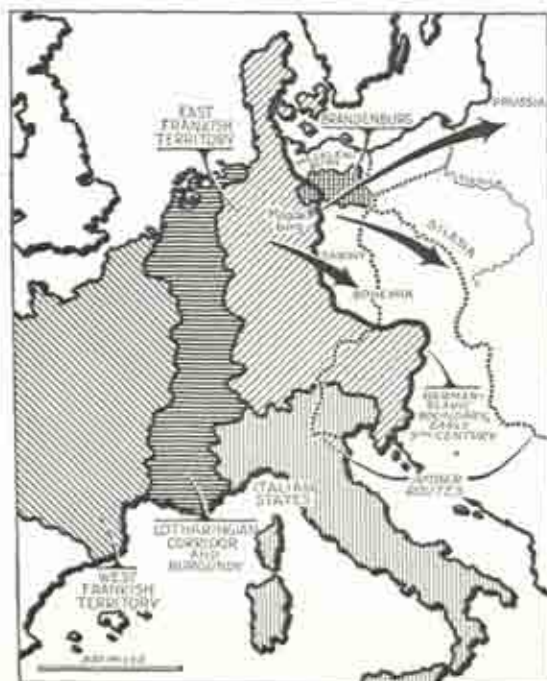 PRUSSIA
EAST
FRANKISH
TERRITORY
BRANDENBURG
SILESIA
SAXONY
BOHEMIA
GERMAN-
SLAVIC
BOUNDARY,
EARLY
9TH CENTURY
AMBER
ROUTES
ITALIAN
STATES
LOTHARINGIAN
CORRIDOR
AND
BURGUNDY
WEST
FRANKISH
TERRITORY